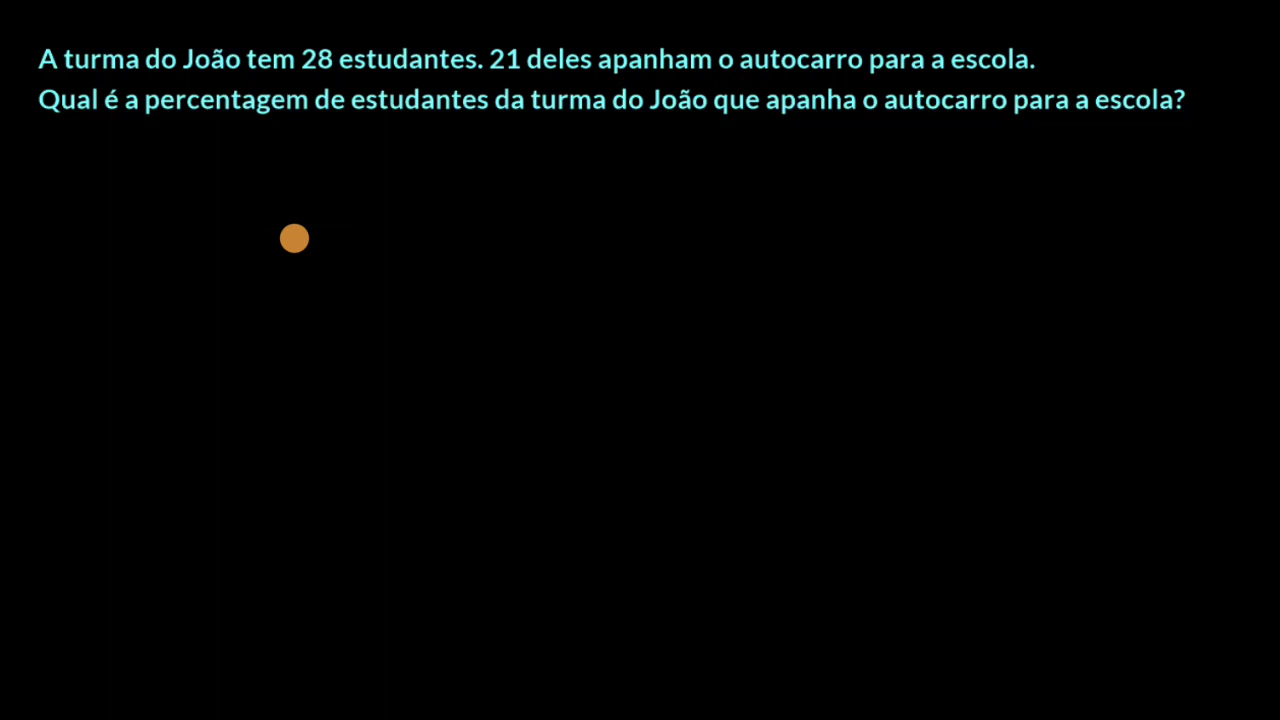 A turma do João tem 28 estudantes. 21 deles apanham o autocarro para a escola.
Qual é a percentagem de estudantes da turma do João que apanha o autocarro para a escola?